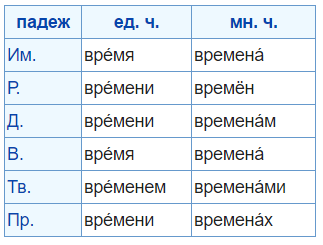 падеж ед. ч. мн. ч.
Им. вре́мя времена́
Р. вре́мени времён
Д. вре́мени времена́м
В. вре́мя времена́
Тв. вре́менем времена́ми
Пр. вре́мени времена́х